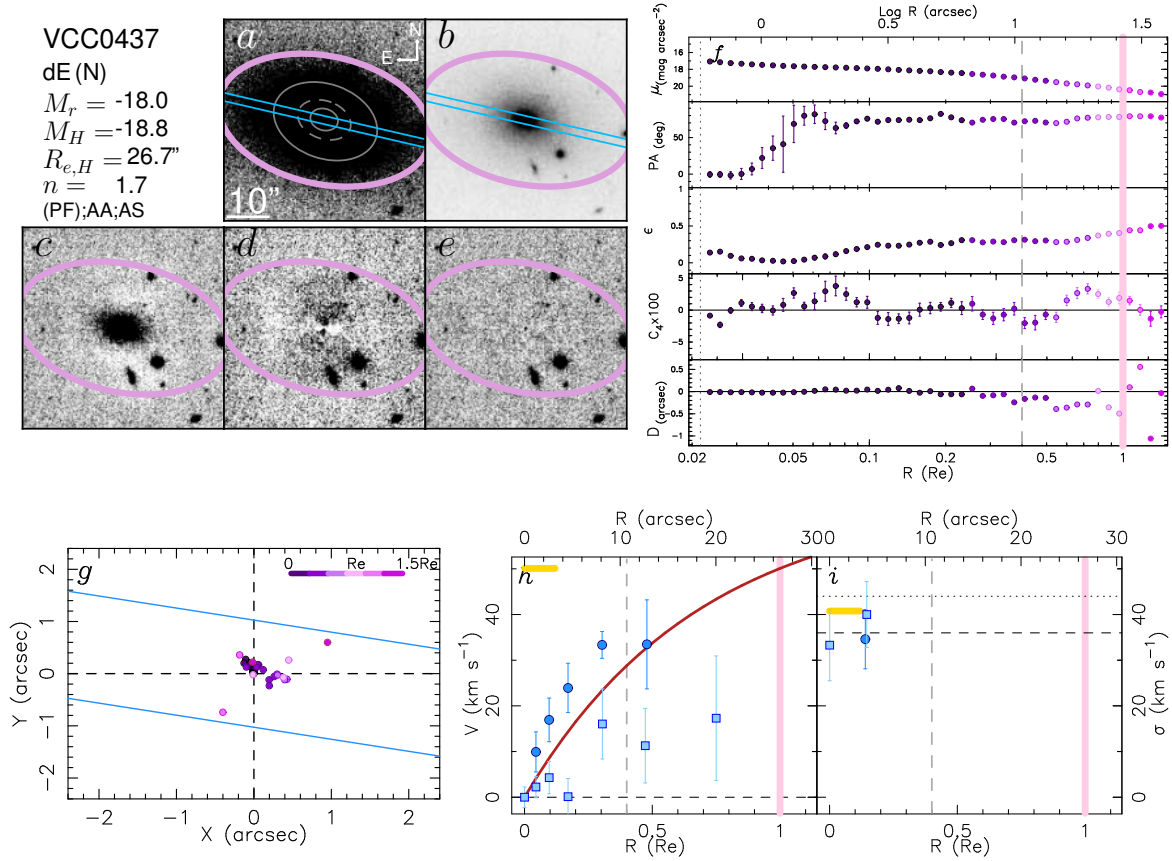 VCC0437
dE (N)
M_r = -18.0
M_H = -18.8
R_{e,H} = 26.7”
n = 1.7
(PF);AA;AS
a
N
E
10”
b
c
d
e
Log R (arcsec)
0 0.5 1 1.5
f
μ(mag arcsec⁻²)
16
18
20
PA (deg)
50
0
ϵ
1
0.5
0
C₄x100
5
0
−5
D (arcsec)
0.5
0
−0.5
−1
0.02 0.05 0.1 0.2 0.5 1
R (Re)
g
0 Re 1.5Re
Y (arcsec)
2
1
0
−1
−2
−2 −1 0 1 2
X (arcsec)
R (arcsec)
0 10 20 30
h
V (km s⁻¹)
40
20
0
0 0.5 1
R (Re)
R (arcsec)
0 10 20 30
i
σ (km s⁻¹)
40
20
0
0 0.5 1
R (Re)